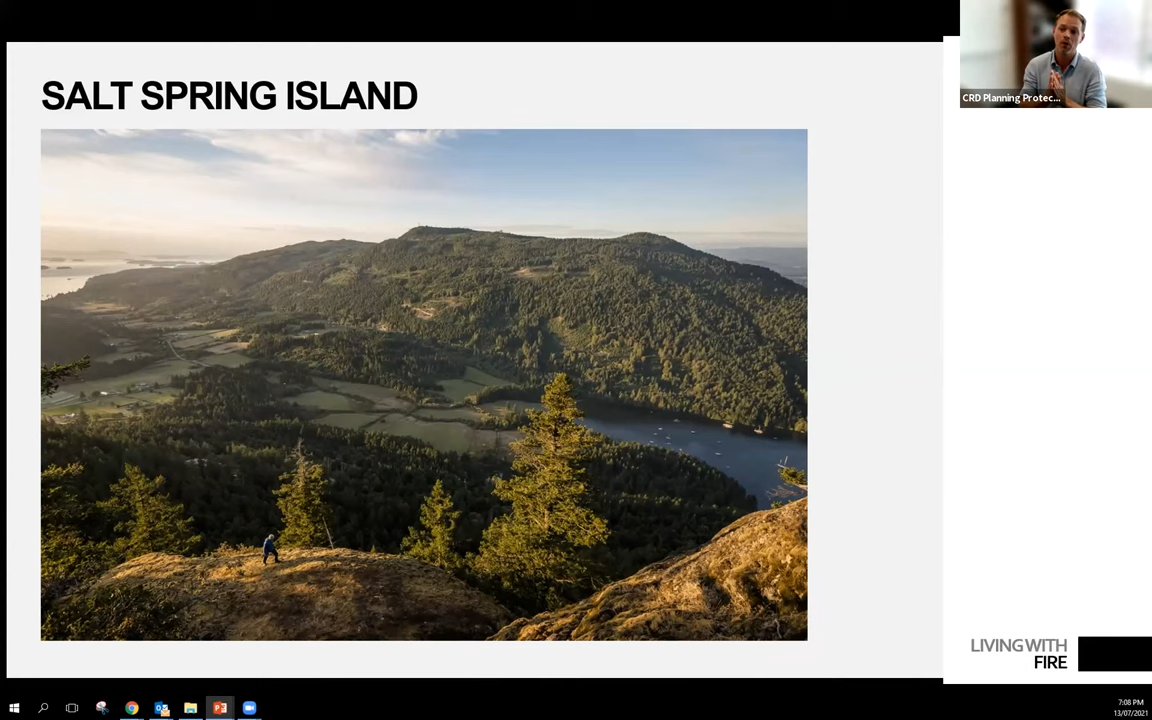 SALT SPRING ISLAND
CRD Planning Protec...
LIVING WITH
FIRE
7:08 PM
13/07/2021